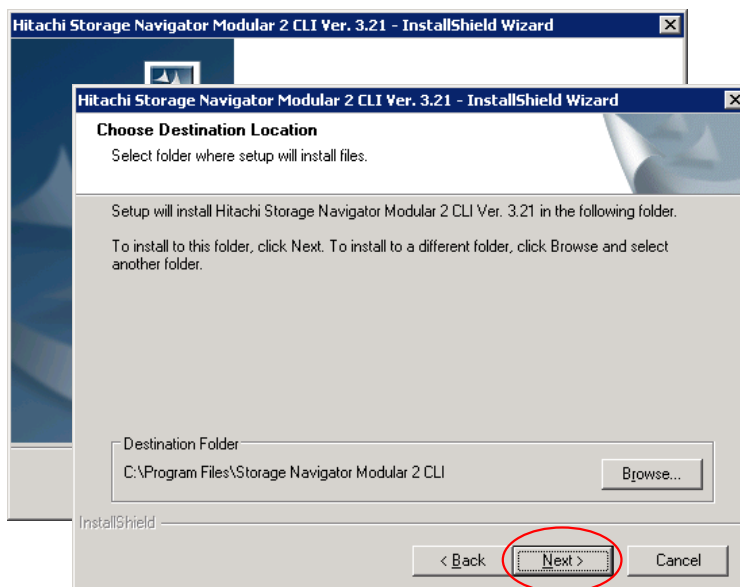 Hitachi Storage Navigator Modular 2 CLI Ver. 3.21 - InstallShield Wizard
Hitachi Storage Navigator Modular 2 CLI Ver. 3.21 - InstallShield Wizard
Choose Destination Location
Select folder where setup will install files.
Setup will install Hitachi Storage Navigator Modular 2 CLI Ver. 3.21 in the following folder.
To install to this folder, click Next. To install to a different folder, click Browse and select
another folder.
Destination Folder
C:\Program Files\Storage Navigator Modular 2 CLI
Browse...
InstallShield
< Back
Next >
Cancel